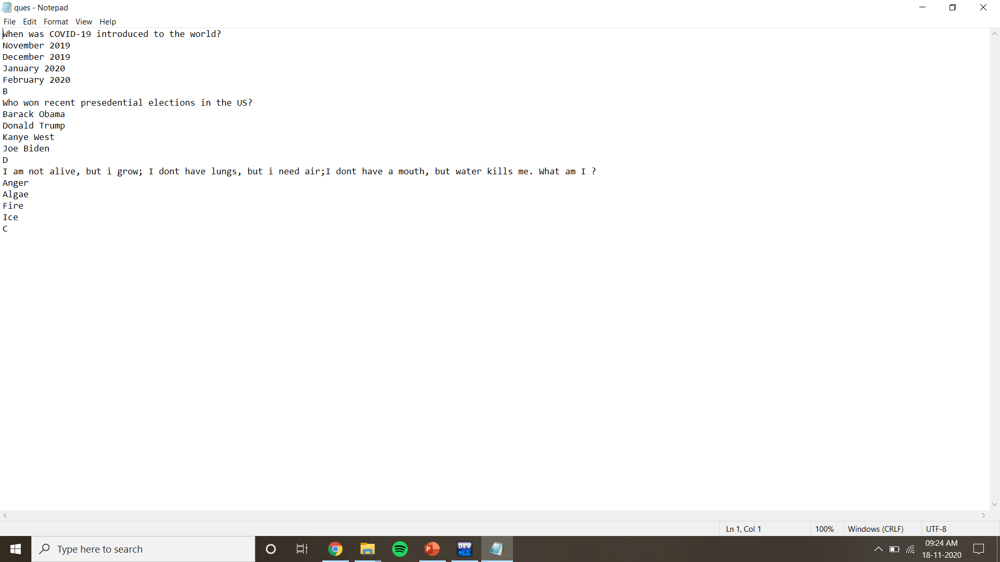 ques - Notepad
File Edit Format View Help
When was COVID-19 introduced to the world?
November 2019
December 2019
January 2020
February 2020
B
Who won recent presedential elections in the US?
Barack Obama
Donald Trump
Kanye West
Joe Biden
D
I am not alive, but i grow; I dont have lungs, but i need air;I dont have a mouth, but water kills me. What am I ?
Anger
Algae
Fire
Ice
C
Ln 1, Col 1 100% Windows (CRLF) UTF-8
Type here to search
P
DEV
C++
09:24 AM
18-11-2020